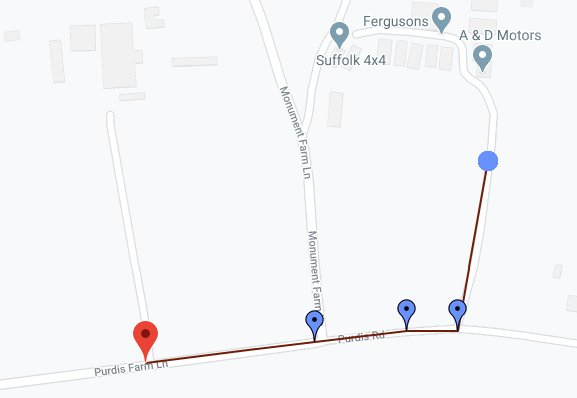 Fergusons
A & D Motors
Suffolk 4x4
Monument Farm Ln
Monument Farm
Purdis Rd
Purdis Farm Ln